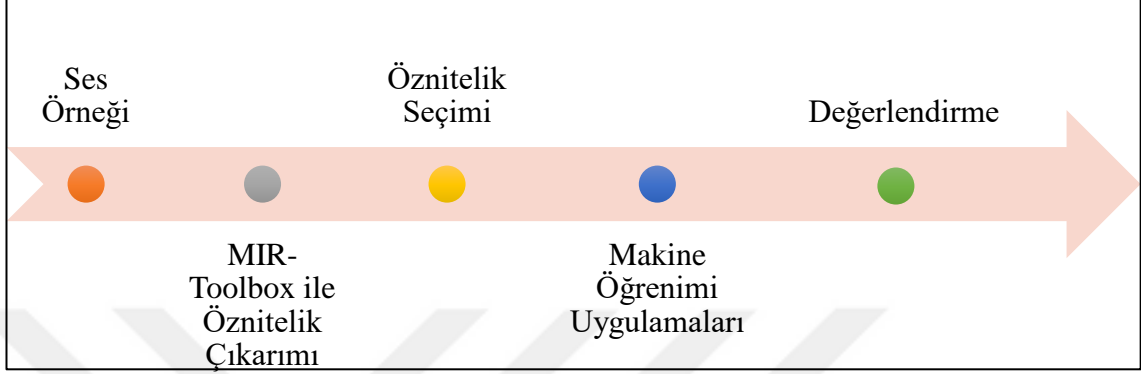 Ses
Örneği
MIR-
Toolbox ile
Öznitelik
Çıkarımı
Öznitelik
Seçimi
Makine
Öğrenimi
Uygulamaları
Değerlendirme